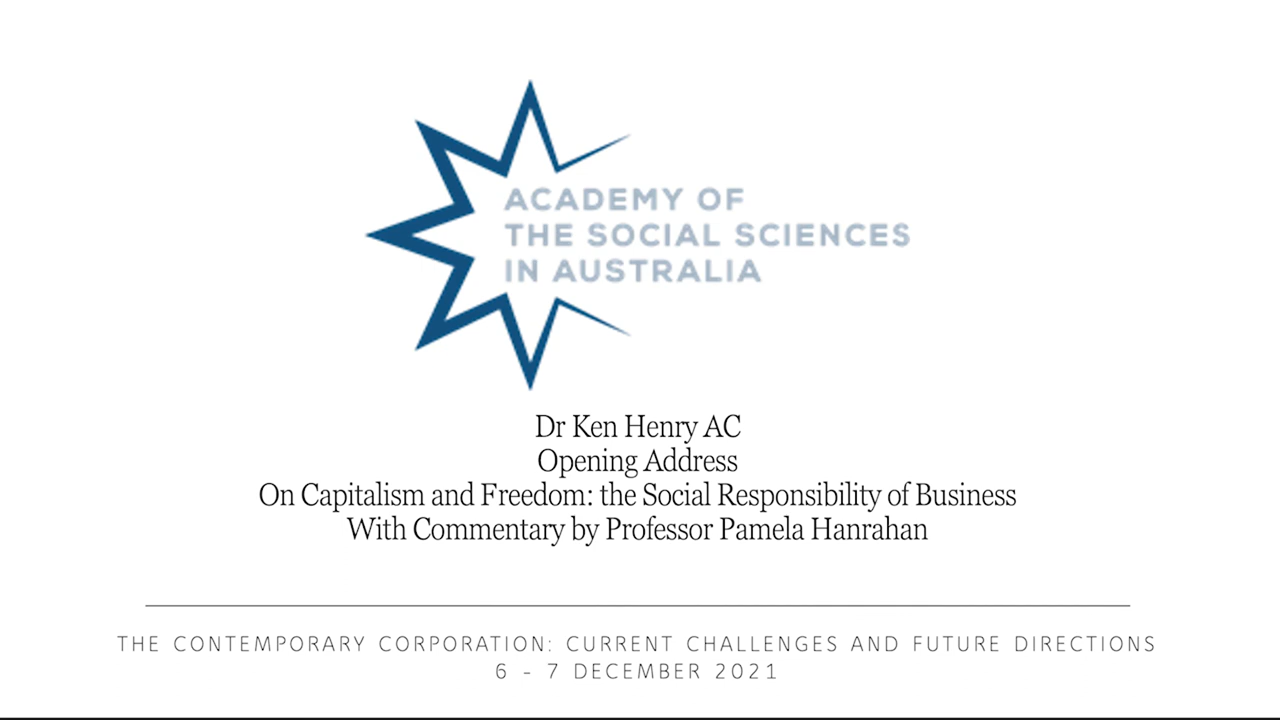 ACADEMY OF
THE SOCIAL SCIENCES
IN AUSTRALIA
Dr Ken Henry AC
Opening Address
On Capitalism and Freedom: the Social Responsibility of Business
With Commentary by Professor Pamela Hanrahan
THE CONTEMPORARY CORPORATION: CURRENT CHALLENGES AND FUTURE DIRECTIONS
6 - 7 DECEMBER 2021